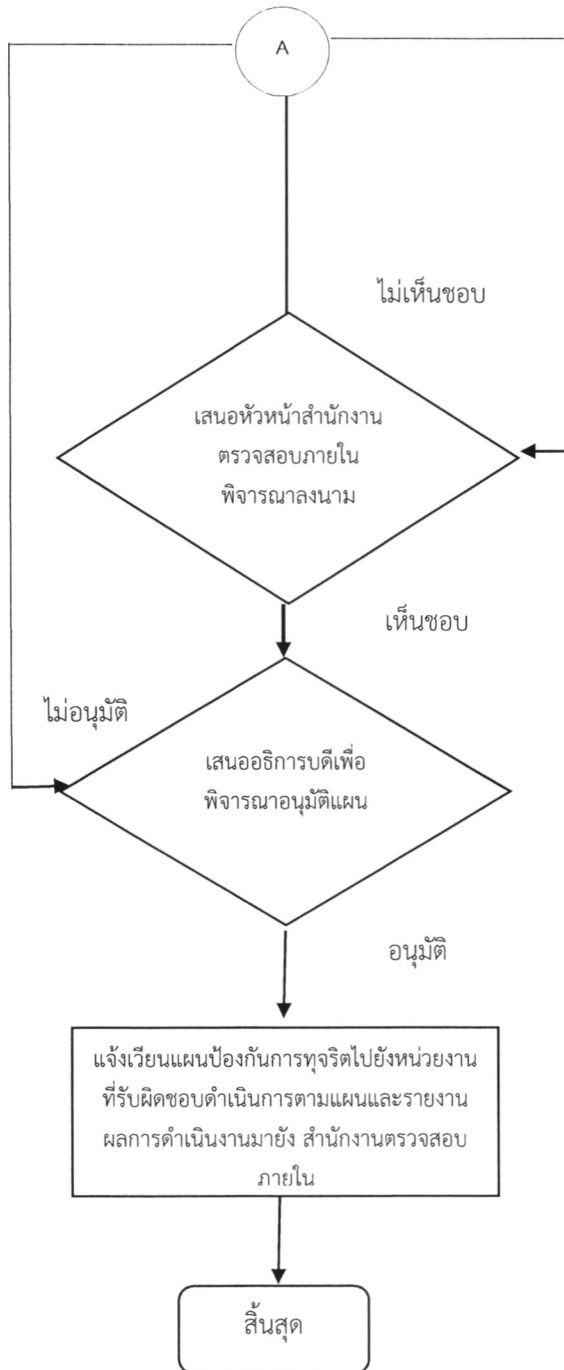 A
ไม่เห็นชอบ
เสนอหัวหน้าสำนักงาน
ตรวจสอบภายใน
พิจารณาลงนาม
เห็นชอบ
ไม่อนุมัติ
เสนออธิการบดีเพื่อ
พิจารณาอนุมัติแผน
อนุมัติ
แจ้งเวียนแผนป้องกันการทุจริตไปยังหน่วยงาน
ที่รับผิดชอบดำเนินการตามแผนและรายงาน
ผลการดำเนินงานมายัง สำนักงานตรวจสอบ
ภายใน
สิ้นสุด